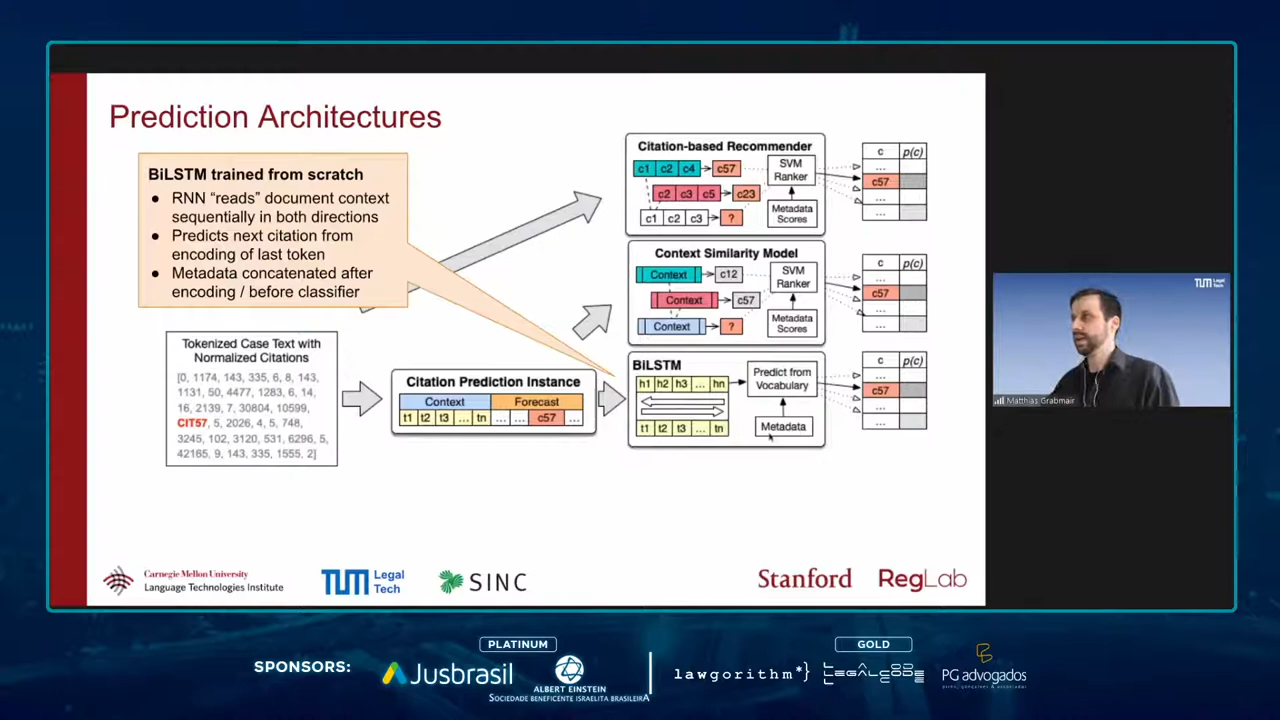 Prediction Architectures
BiLSTM trained from scratch
● RNN “reads” document context
sequentially in both directions
● Predicts next citation from
encoding of last token
● Metadata concatenated after
encoding / before classifier
Tokenized Case Text with
Normalized Citations
[0, 1174, 143, 335, 6, 8, 143,
1131, 50, 4477, 1283, 6, 14,
16, 2139, 7, 30804, 10599,
CIT57, 5, 2026, 4, 5, 748,
3245, 102, 3120, 531, 6296, 5,
42165, 9, 143, 335, 1555, 2]
Citation Prediction Instance
Context Forecast
t1 t2 t3 ... tn ... ... c57 ...
Citation-based Recommender
c1 c2 c4 c57
c2 c3 c5 c23
c1 c2 c3 ?
SVM
Ranker
Metadata
Scores
c p(c)
...
c57
...
Context Similarity Model
Context c12
Context c57
Context ?
SVM
Ranker
Metadata
Scores
c p(c)
...
c57
...
...
BiLSTM
h1 h2 h3 ... hn
t1 t2 t3 ... tn
Predict from
Vocabulary
Metadata
c p(c)
...
c57
...
...
TUM Legal
Tech
Matthias Grabmair
Carnegie Mellon University
Language Technologies Institute
TUM Legal
Tech
SINC
Stanford RegLab
SPONSORS:
PLATINUM
Jusbrasil
ALBERT EINSTEIN
SOCIEDADE BENEFICENTE ISRAELITA BRASILEIRA
GOLD
lawgorithm*}
LEGALCODE
PG advogados